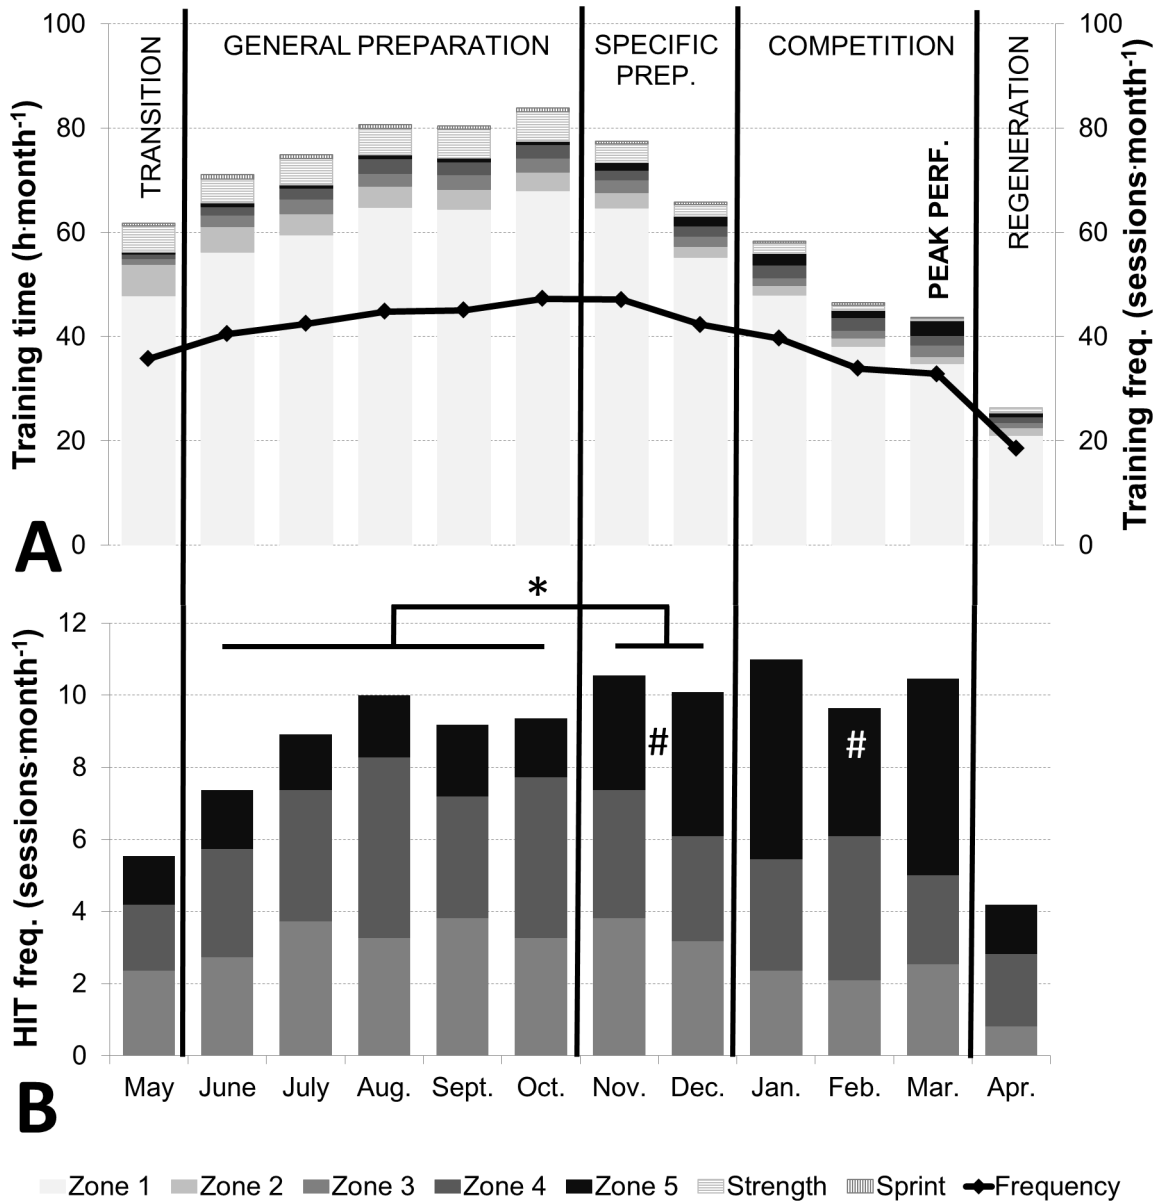 100
80
60
40
20
0
Training time (h·month-1)
TRANSITION
GENERAL PREPARATION
SPECIFIC
PREP.
COMPETITION
PEAK PERF.
REGENERATION
100
80
60
40
20
0
Training freq. (sessions·month-1)
A
*
12
10
8
6
4
2
0
HIT freq. (sessions·month-1)
#
#
May June July Aug. Sept. Oct. Nov. Dec. Jan. Feb. Mar. Apr.
B
Zone 1 Zone 2 Zone 3 Zone 4 Zone 5 Strength Sprint Frequency